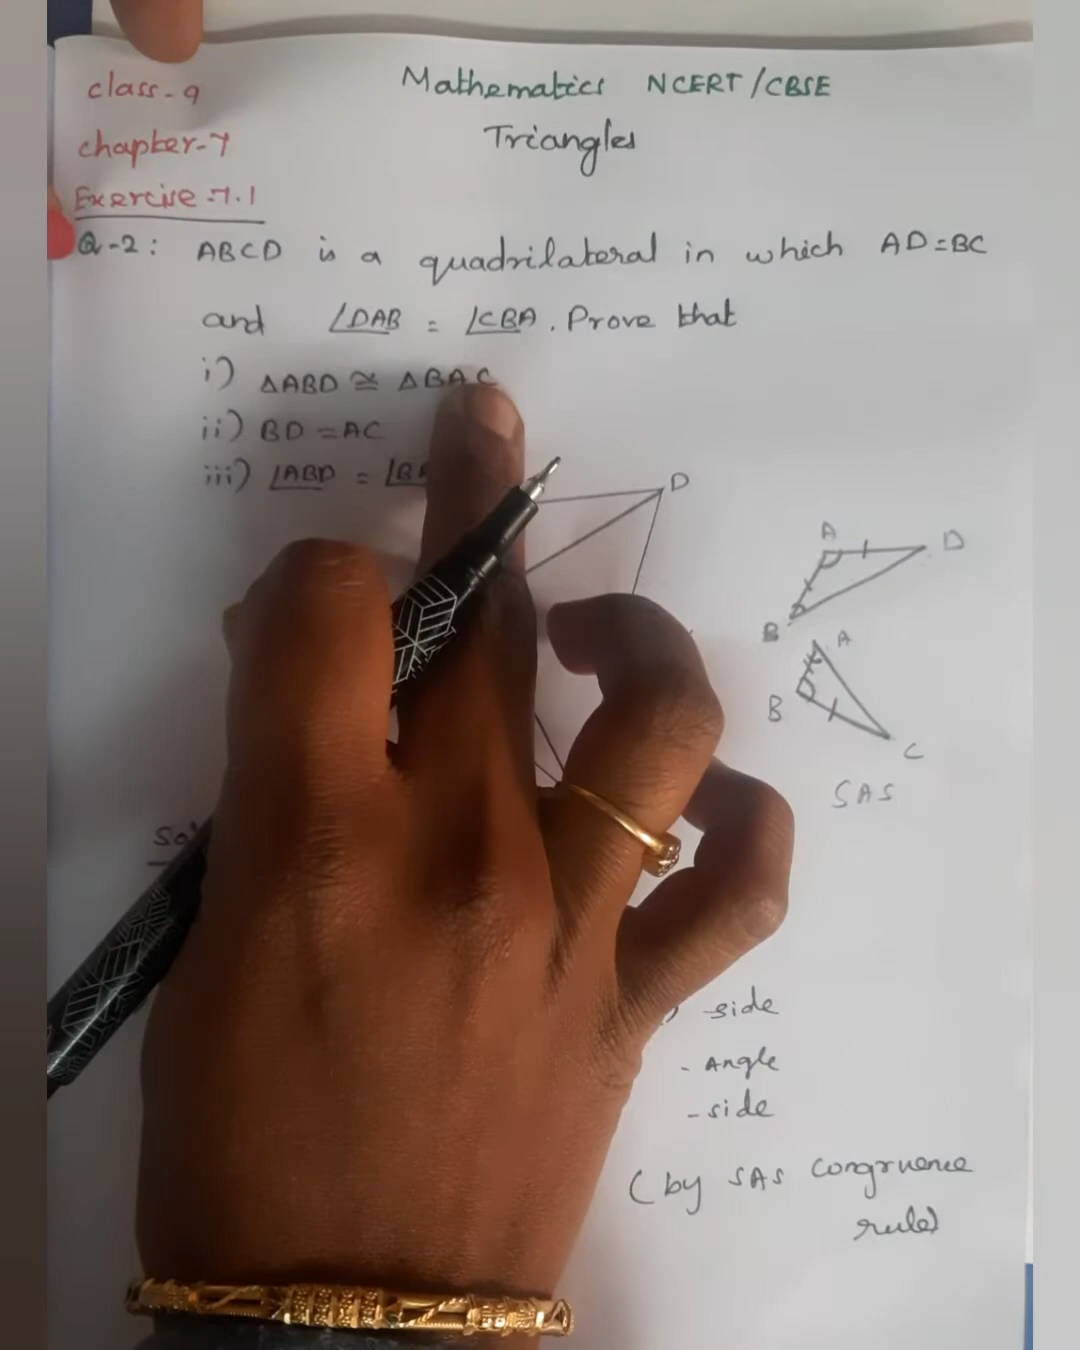 class-9
Mathematics NCERT/CBSE
chapter-7
Triangles
Exercise-7.1
Q-2: ABCD is a quadrilateral in which AD=BC
and ∠DAB = ∠CBA. Prove that
i) ΔABD ≅ ΔBAC
ii) BD=AC
iii) ∠ABD =
D
A
D
B
A
B
C
SAS
- side
- Angle
- side
(by SAS congruence
rule)